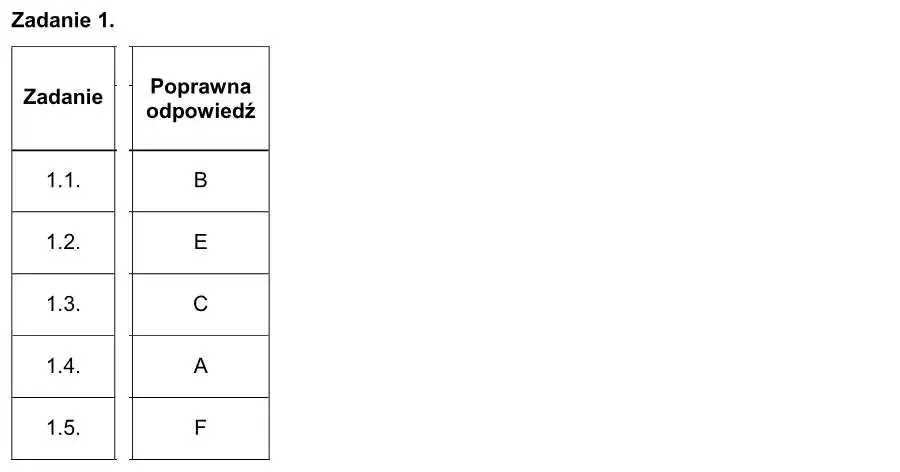 Zadanie 1.
Zadanie
Poprawna
odpowiedź
1.1. B
1.2. E
1.3. C
1.4. A
1.5. F